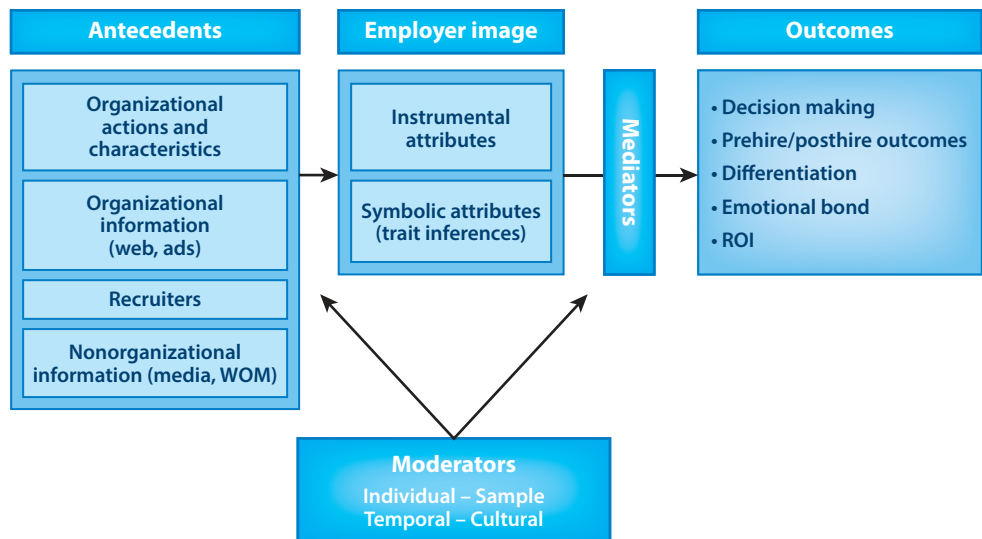 Antecedents
Organizational
actions and
characteristics
Organizational
information
(web, ads)
Recruiters
Nonorganizational
information (media, WOM)
Employer image
Instrumental
attributes
Symbolic attributes
(trait inferences)
Mediators
Outcomes
• Decision making
• Prehire/posthire outcomes
• Differentiation
• Emotional bond
• ROI
Moderators
Individual – Sample
Temporal – Cultural